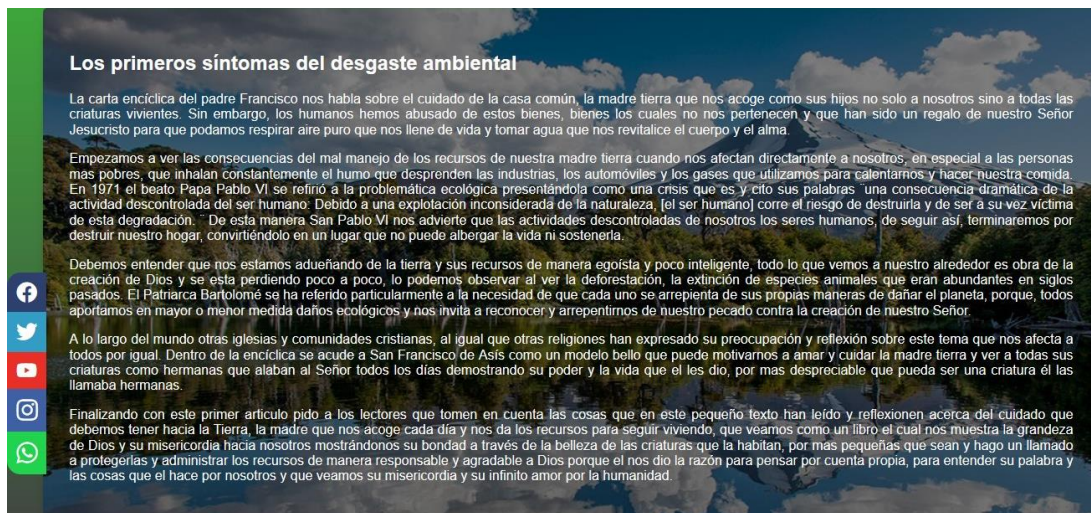 Los primeros síntomas del desgaste ambiental
La carta encíclica del padre Francisco nos habla sobre el cuidado de la casa común, la madre tierra que nos acoge como sus hijos no solo a nosotros sino a todas las
criaturas vivientes. Sin embargo, los humanos hemos abusado de estos bienes, bienes los cuales no nos pertenecen y que han sido un regalo de nuestro Señor
Jesucristo para que podamos respirar aire puro que nos llene de vida y tomar agua que nos revitalice el cuerpo y el alma.
Empezamos a ver las consecuencias del mal manejo de los recursos de nuestra madre tierra cuando nos afectan directamente a nosotros, en especial a las personas
mas pobres, que inhalan constantemente el humo que desprenden las industrias, los automóviles y los gases que utilizamos para calentarnos y hacer nuestra comida.
En 1971 el beato Papa Pablo VI se refirió a la problemática ecológica presentándola como una crisis que es y cito sus palabras ¨una consecuencia dramática de la
actividad descontrolada del ser humano: Debido a una explotación inconsiderada de la naturaleza, [el ser humano] corre el riesgo de destruirla y de ser a su vez víctima
de esta degradación. ¨ De esta manera San Pablo VI nos advierte que las actividades descontroladas de nosotros los seres humanos, de seguir así, terminaremos por
destruir nuestro hogar, convirtiéndolo en un lugar que no puede albergar la vida ni sostenerla.
Debemos entender que nos estamos adueñando de la tierra y sus recursos de manera egoísta y poco inteligente, todo lo que vemos a nuestro alrededor es obra de la
creación de Dios y se esta perdiendo poco a poco, lo podemos observar al ver la deforestación, la extinción de especies animales que eran abundantes en siglos
pasados. El Patriarca Bartolomé se ha referido particularmente a la necesidad de que cada uno se arrepienta de sus propias maneras de dañar el planeta, porque, todos
aportamos en mayor o menor medida daños ecológicos y nos invita a reconocer y arrepentirnos de nuestro pecado contra la creación de nuestro Señor.
A lo largo del mundo otras iglesias y comunidades cristianas, al igual que otras religiones han expresado su preocupación y reflexión sobre este tema que nos afecta a
todos por igual. Dentro de la encíclica se acude a San Francisco de Asís como un modelo bello que puede motivarnos a amar y cuidar la madre tierra y ver a todas sus
criaturas como hermanas que alaban al Señor todos los días demostrando su poder y la vida que el les dio, por mas despreciable que pueda ser una criatura él las
llamaba hermanas.
Finalizando con este primer articulo pido a los lectores que tomen en cuenta las cosas que en este pequeño texto han leído y reflexionen acerca del cuidado que
debemos tener hacia la Tierra, la madre que nos acoge cada día y nos da los recursos para seguir viviendo, que veamos como un libro el cual nos muestra la grandeza
de Dios y su misericordia hacia nosotros mostrándonos su bondad a través de la belleza de las criaturas que la habitan, por mas pequeñas que sean y hago un llamado
a protegerlas y administrar los recursos de manera responsable y agradable a Dios porque el nos dio la razón para pensar por cuenta propia, para entender su palabra y
las cosas que el hace por nosotros y que veamos su misericordia y su infinito amor por la humanidad.